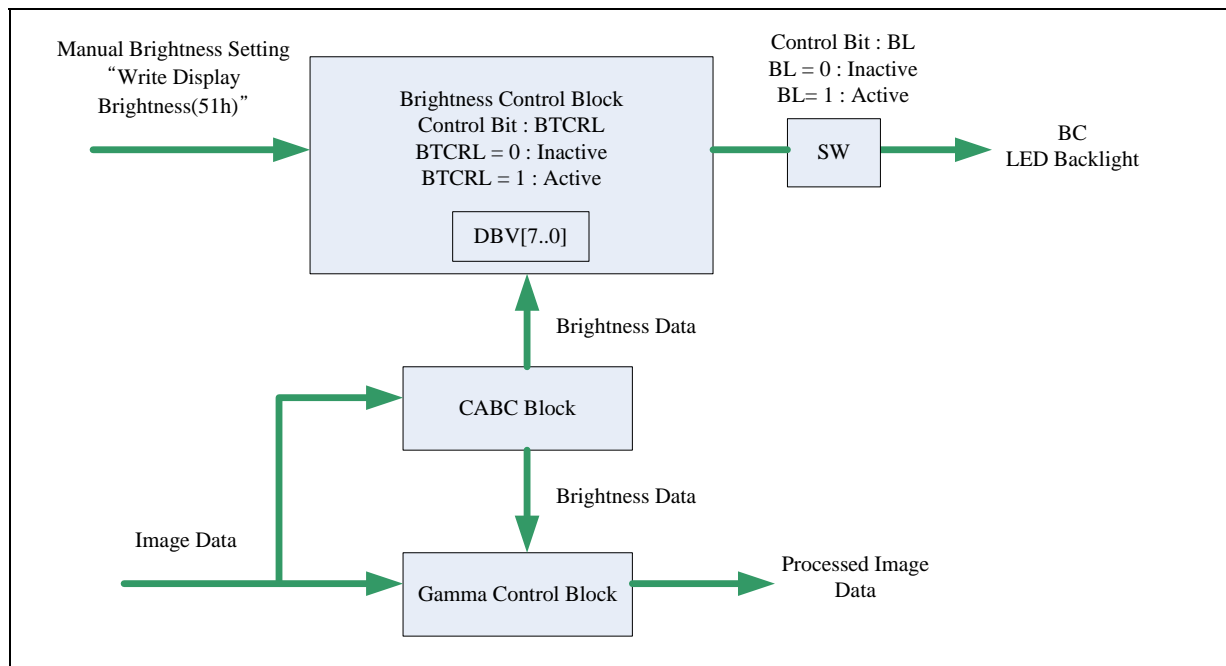 Manual Brightness Setting
“Write Display
Brightness(51h)”
Brightness Control Block
Control Bit : BTCRL
BTCRL = 0 : Inactive
BTCRL = 1 : Active
DBV[7..0]
Control Bit : BL
BL = 0 : Inactive
BL= 1 : Active
SW
BC
LED Backlight
Brightness Data
CABC Block
Brightness Data
Image Data
Gamma Control Block
Processed Image
Data